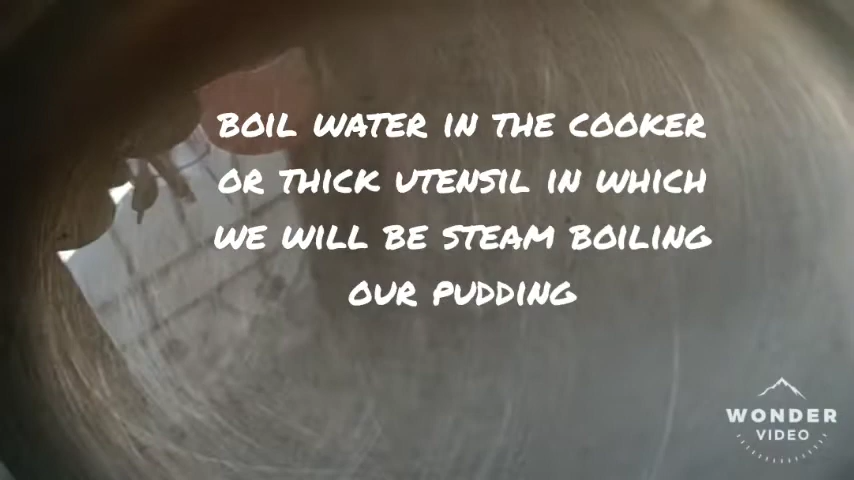 BOIL WATER IN THE COOKER
OR THICK UTENSIL IN WHICH
WE WILL BE STEAM BOILING
OUR PUDDING
WONDER
VIDEO